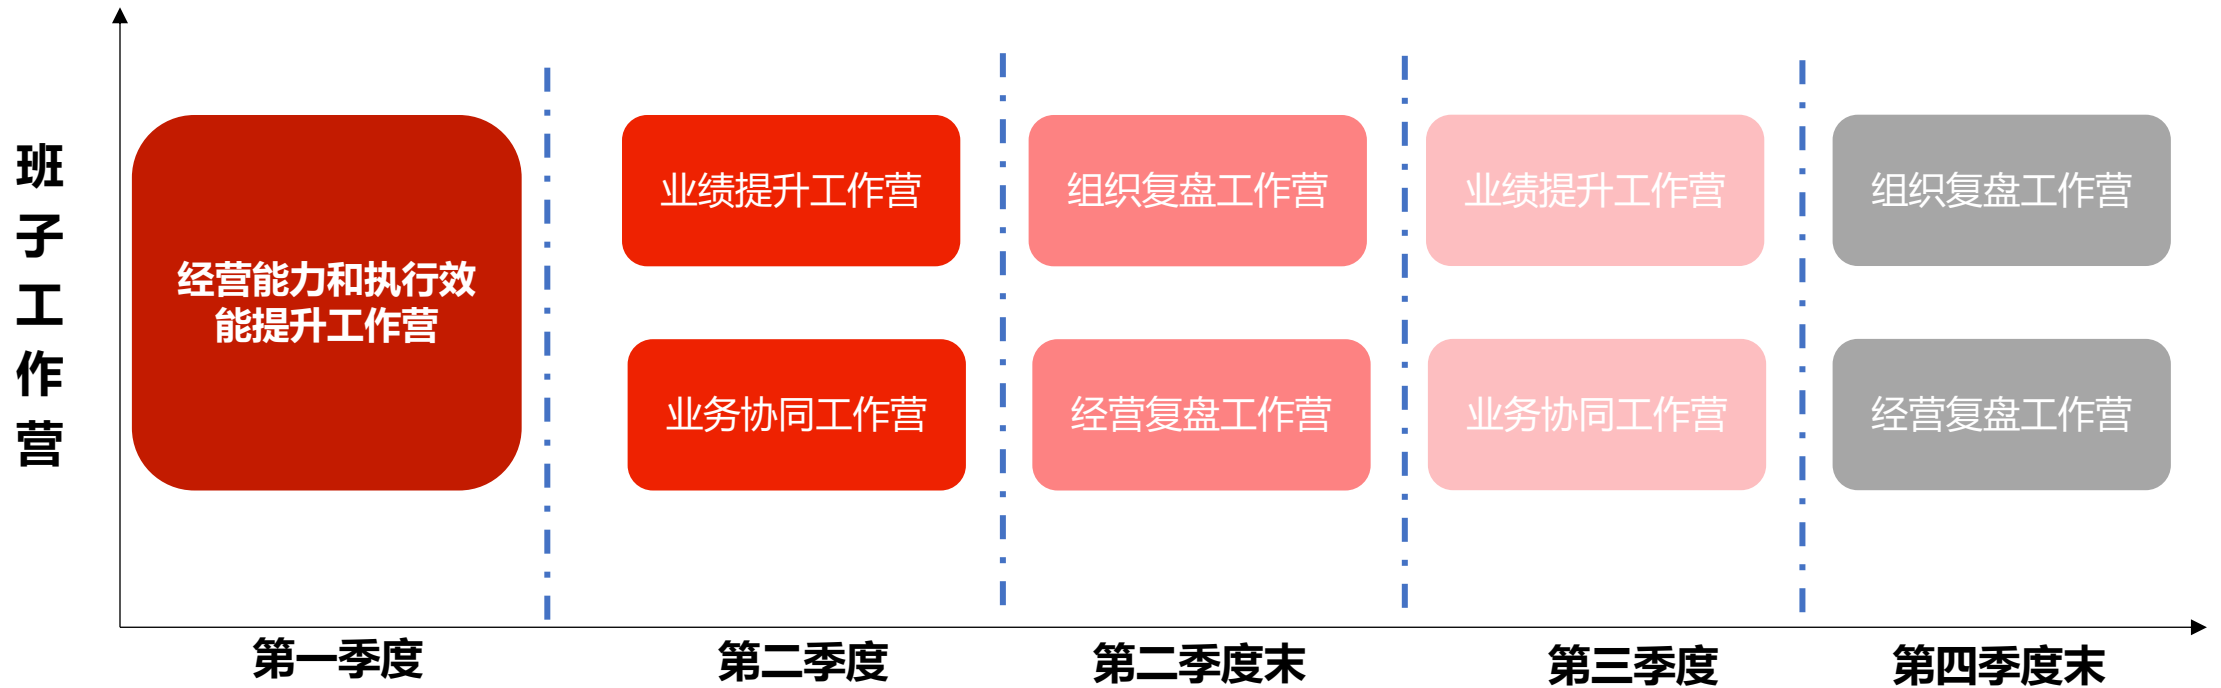 班子工作营
经营能力和执行效
能提升工作营
业绩提升工作营
组织复盘工作营
业绩提升工作营
组织复盘工作营
业务协同工作营
经营复盘工作营
业务协同工作营
经营复盘工作营
第一季度
第二季度
第二季度末
第三季度
第四季度末